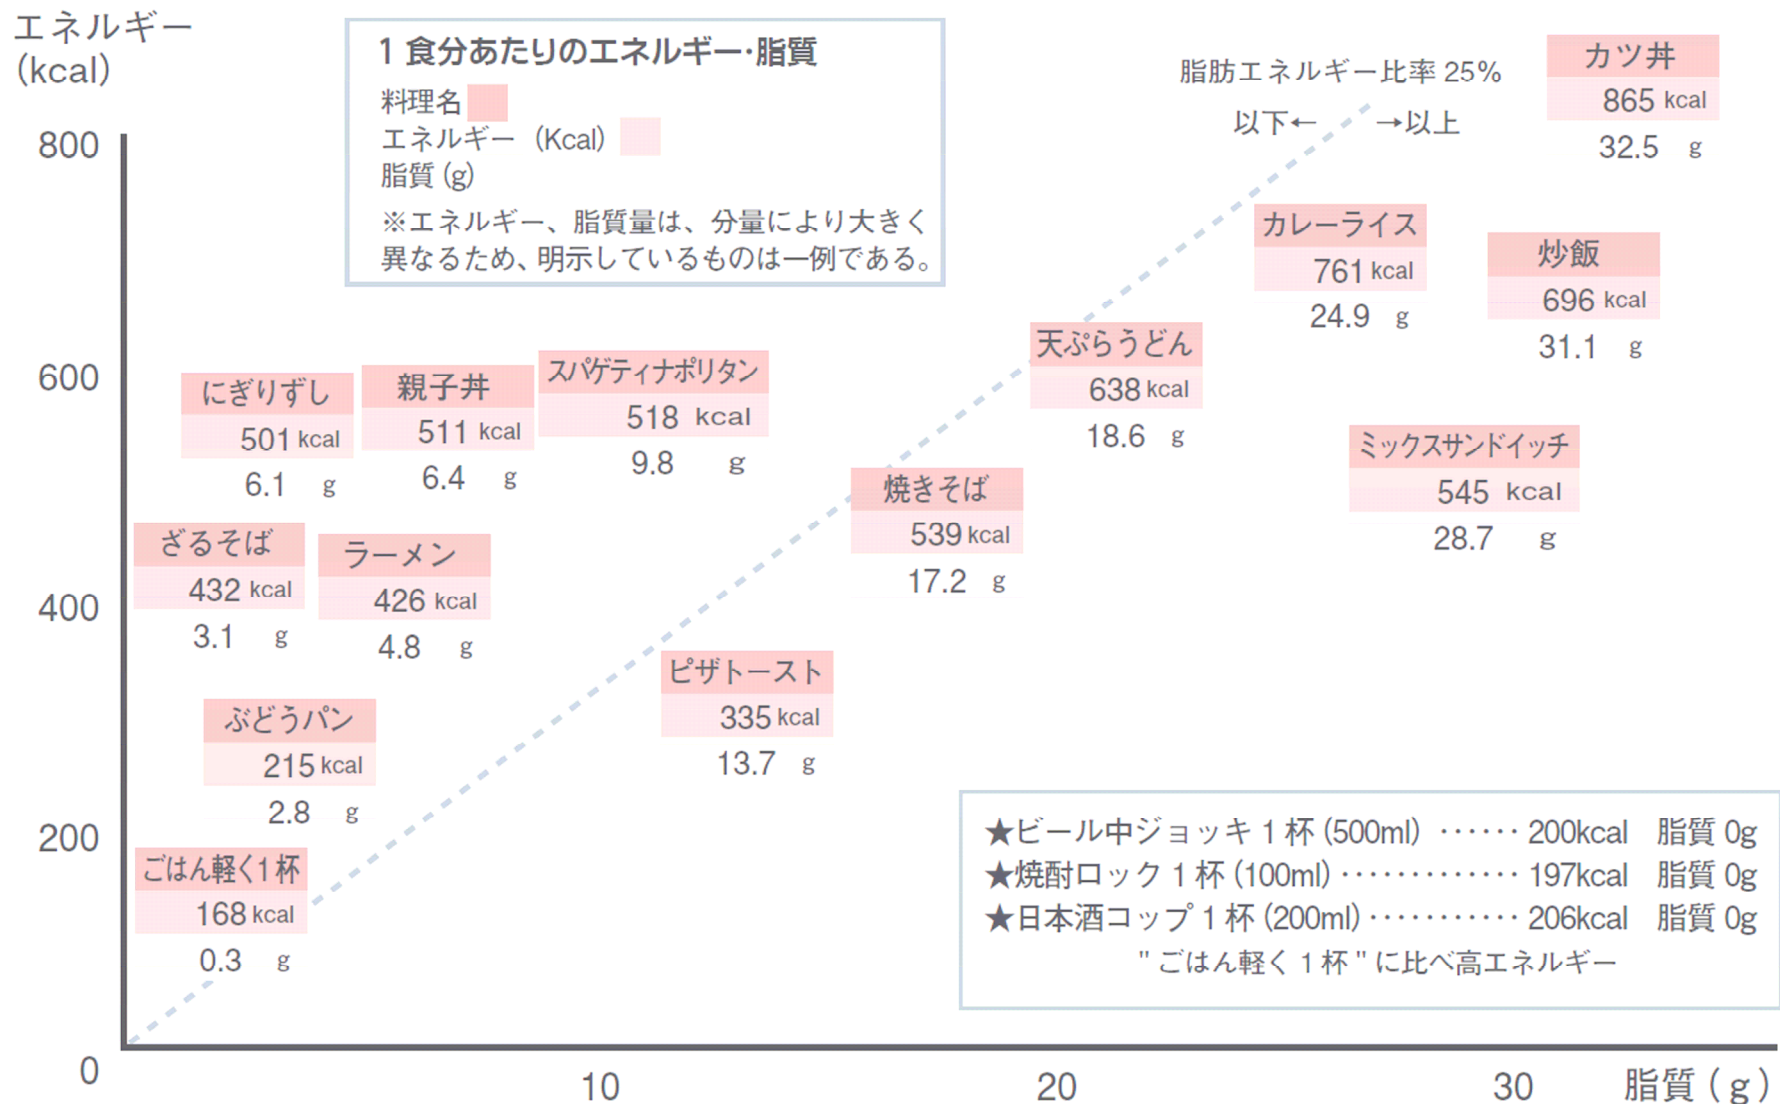 エネルギー
(kcal)
1 食分あたりのエネルギー・脂質
料理名
エネルギー (Kcal)
脂質 (g)
※エネルギー、脂質量は、分量により大きく
異なるため、明示しているものは一例である。
脂肪エネルギー比率 25%
以下← →以上
カツ丼
865 kcal
32.5 g
800
カレーライス
761 kcal
24.9 g
炒飯
696 kcal
31.1 g
天ぷらうどん
638 kcal
18.6 g
600
にぎりずし
501 kcal
6.1 g
親子丼
511 kcal
6.4 g
スパゲティナポリタン
518 kcal
9.8 g
ミックスサンドイッチ
545 kcal
28.7 g
焼きそば
539 kcal
17.2 g
ざるそば
432 kcal
3.1 g
ラーメン
426 kcal
4.8 g
400
ピザトースト
335 kcal
13.7 g
ぶどうパン
215 kcal
2.8 g
200
ごはん軽く1杯
168 kcal
0.3 g
★ビール中ジョッキ 1 杯 (500ml) ‥‥‥ 200kcal 脂質 0g
★焼酎ロック 1 杯 (100ml) ‥‥‥‥‥‥ 197kcal 脂質 0g
★日本酒コップ 1 杯 (200ml) ‥‥‥‥‥ 206kcal 脂質 0g
" ごはん軽く 1 杯 " に比べ高エネルギー
0
10
20
30
脂質 ( g )